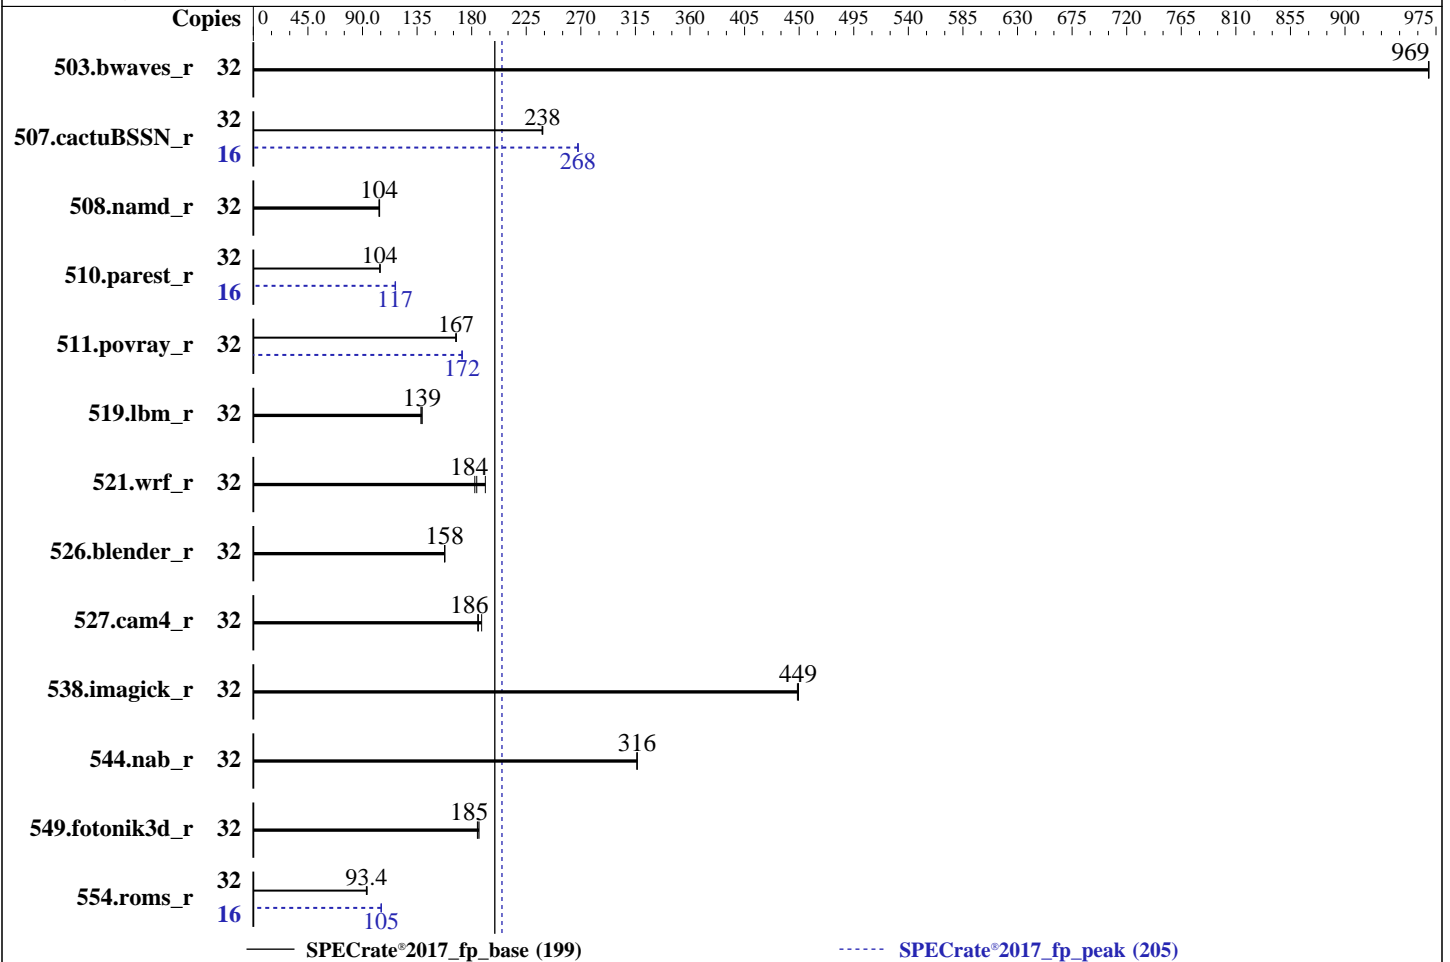 Copies 0 45.0 90.0 135 180 225 270 315 360 405 450 495 540 585 630 675 720 765 810 855 900 975
503.bwaves_r 32 969
507.cactuBSSN_r 32 238
16 268
508.namd_r 32 104
510.parest_r 32 104
16 117
511.povray_r 32 167
172
519.lbm_r 32 139
521.wrf_r 32 184
526.blender_r 32 158
527.cam4_r 32 186
538.imagick_r 32 449
544.nab_r 32 316
549.fotonik3d_r 32 185
554.roms_r 32 93.4
16 105
SPECrate®2017_fp_base (199) SPECrate®2017_fp_peak (205)